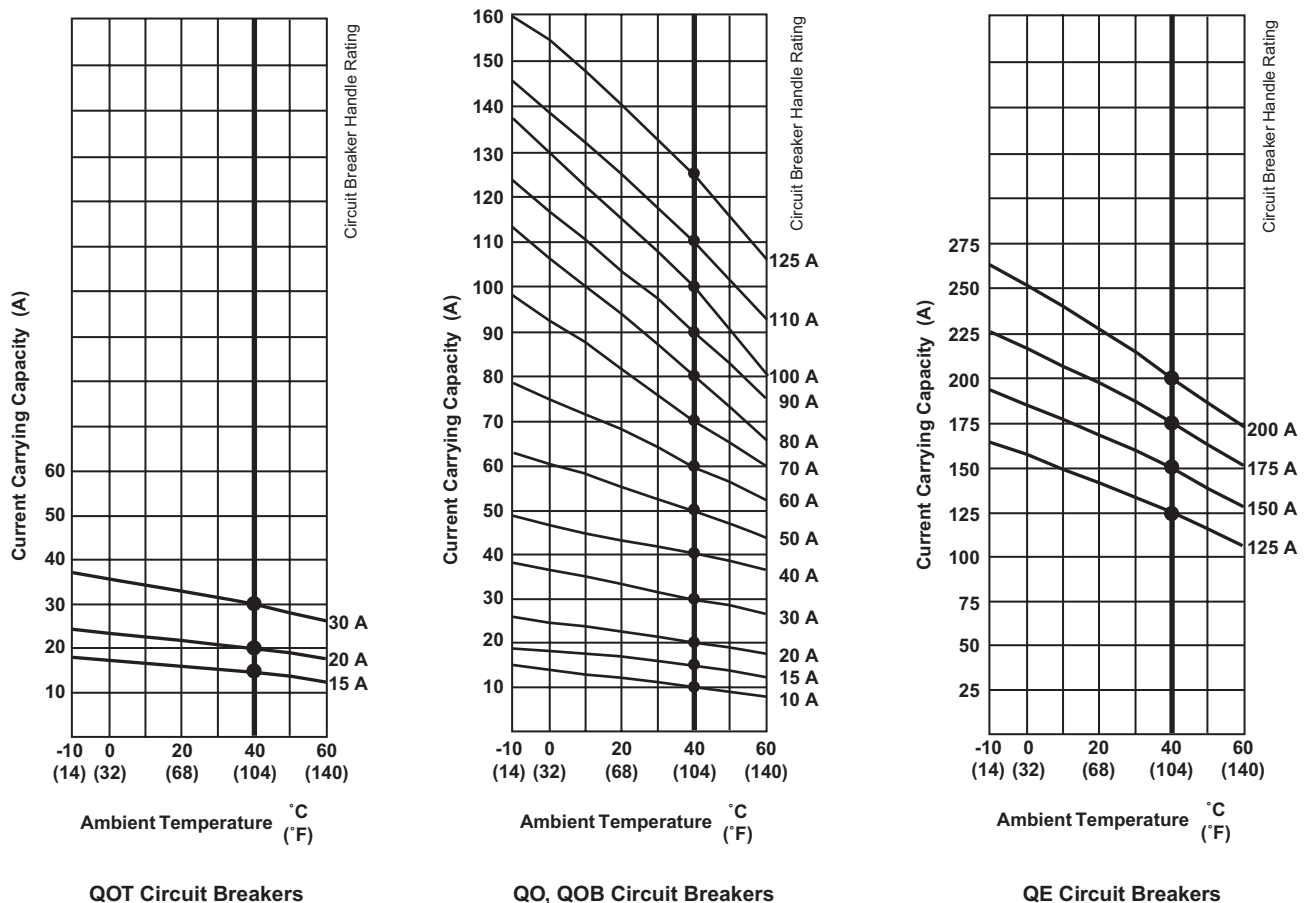 Circuit Breaker Handle Rating
Current Carrying Capacity (A)
60
50
40
30
20
10
30 A
20 A
15 A
-10 0 20 40 60
(14) (32) (68) (104) (140)
Ambient Temperature ˚C
(˚F)
QOT Circuit Breakers
Circuit Breaker Handle Rating
Current Carrying Capacity (A)
160
150
140
130
120
110
100
90
80
70
60
50
40
30
20
10
125 A
110 A
100 A
90 A
80 A
70 A
60 A
50 A
40 A
30 A
20 A
15 A
10 A
-10 0 20 40 60
(14) (32) (68) (104) (140)
Ambient Temperature ˚C
(˚F)
QO, QOB Circuit Breakers
Circuit Breaker Handle Rating
Current Carrying Capacity (A)
275
250
225
200
175
150
125
100
75
50
25
200 A
175 A
150 A
125 A
-10 0 20 40 60
(14) (32) (68) (104) (140)
Ambient Temperature ˚C
(˚F)
QE Circuit Breakers